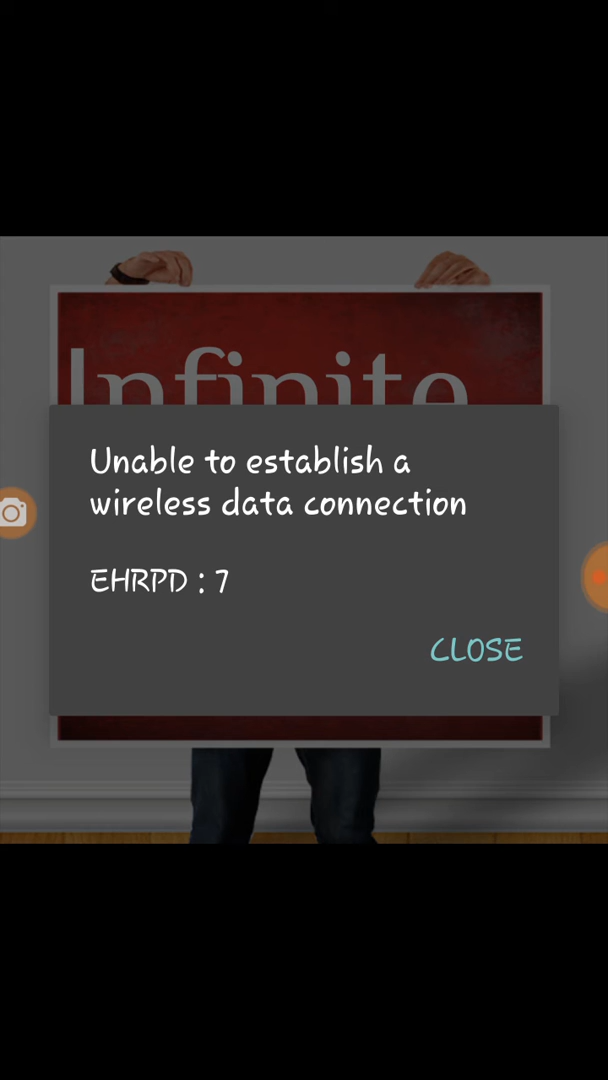 Infinite
Unable to establish a
wireless data connection
EHRPD : 7
CLOSE